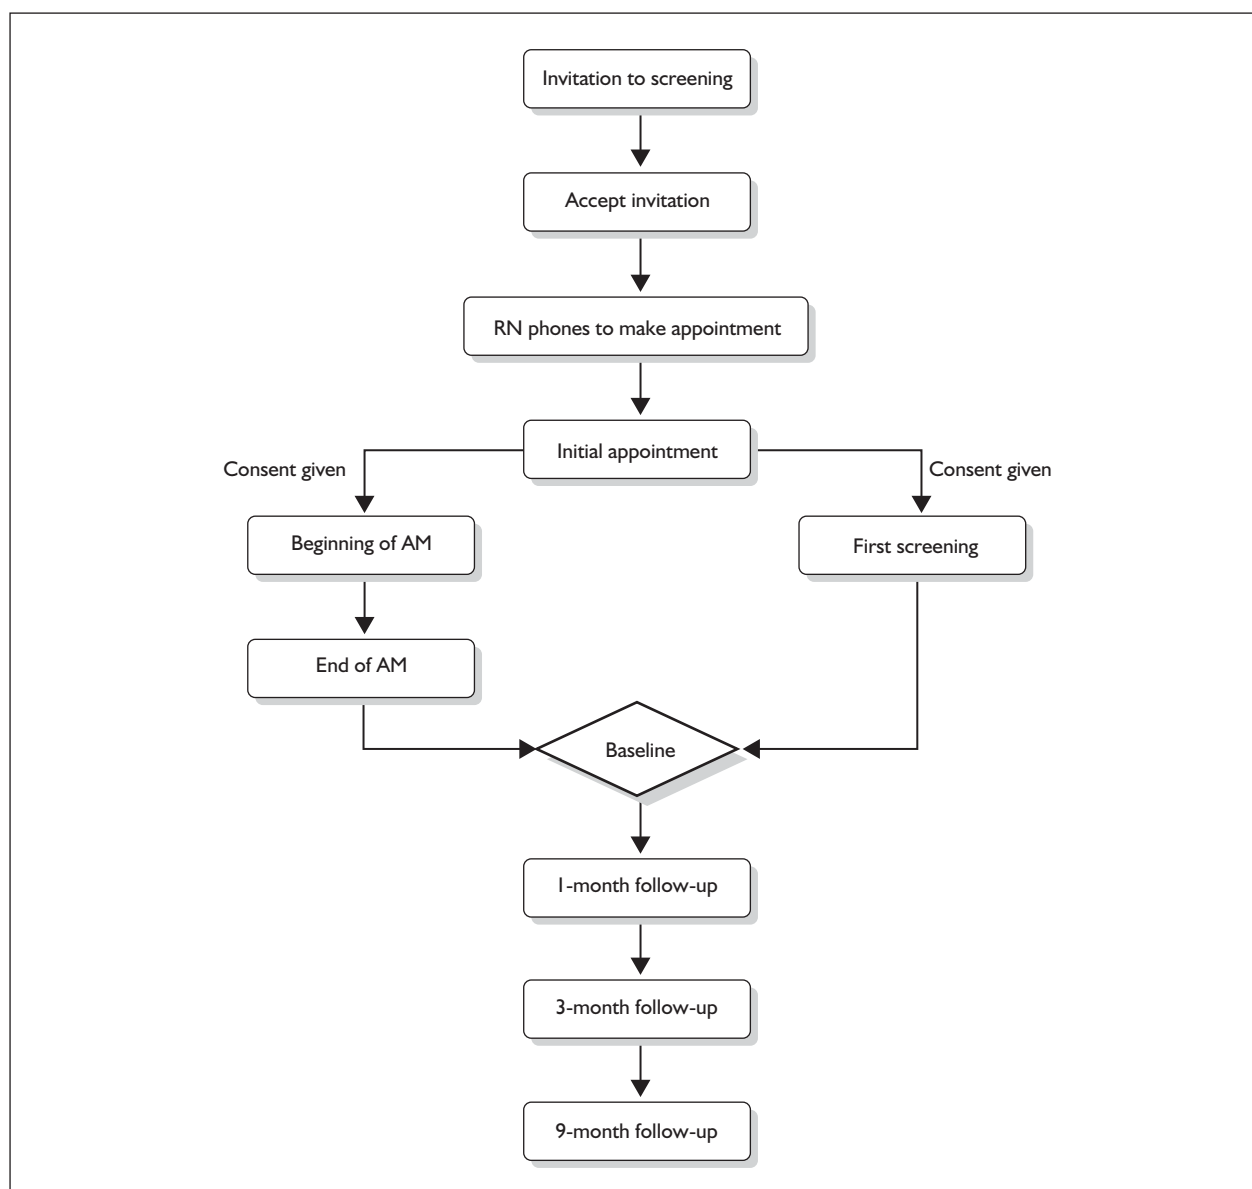 Invitation to screening
Accept invitation
RN phones to make appointment
Initial appointment
Consent given
Consent given
Beginning of AM
First screening
End of AM
Baseline
1-month follow-up
3-month follow-up
9-month follow-up